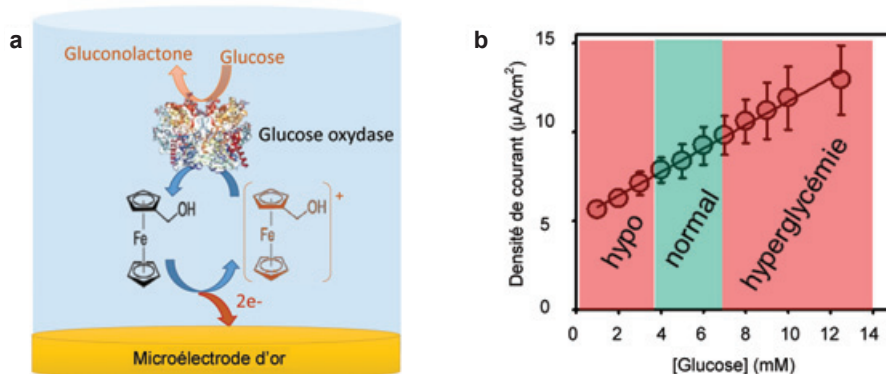 a
Gluconolactone Glucose
Glucose oxydase
OH
Fe
OH
+
Fe
2e-
Microélectrode d'or
b
Densité de courant (µA/cm²)
15
10
5
0
hypo
normal
hyperglycémie
0 2 4 6 8 10 12 14
[Glucose] (mM)